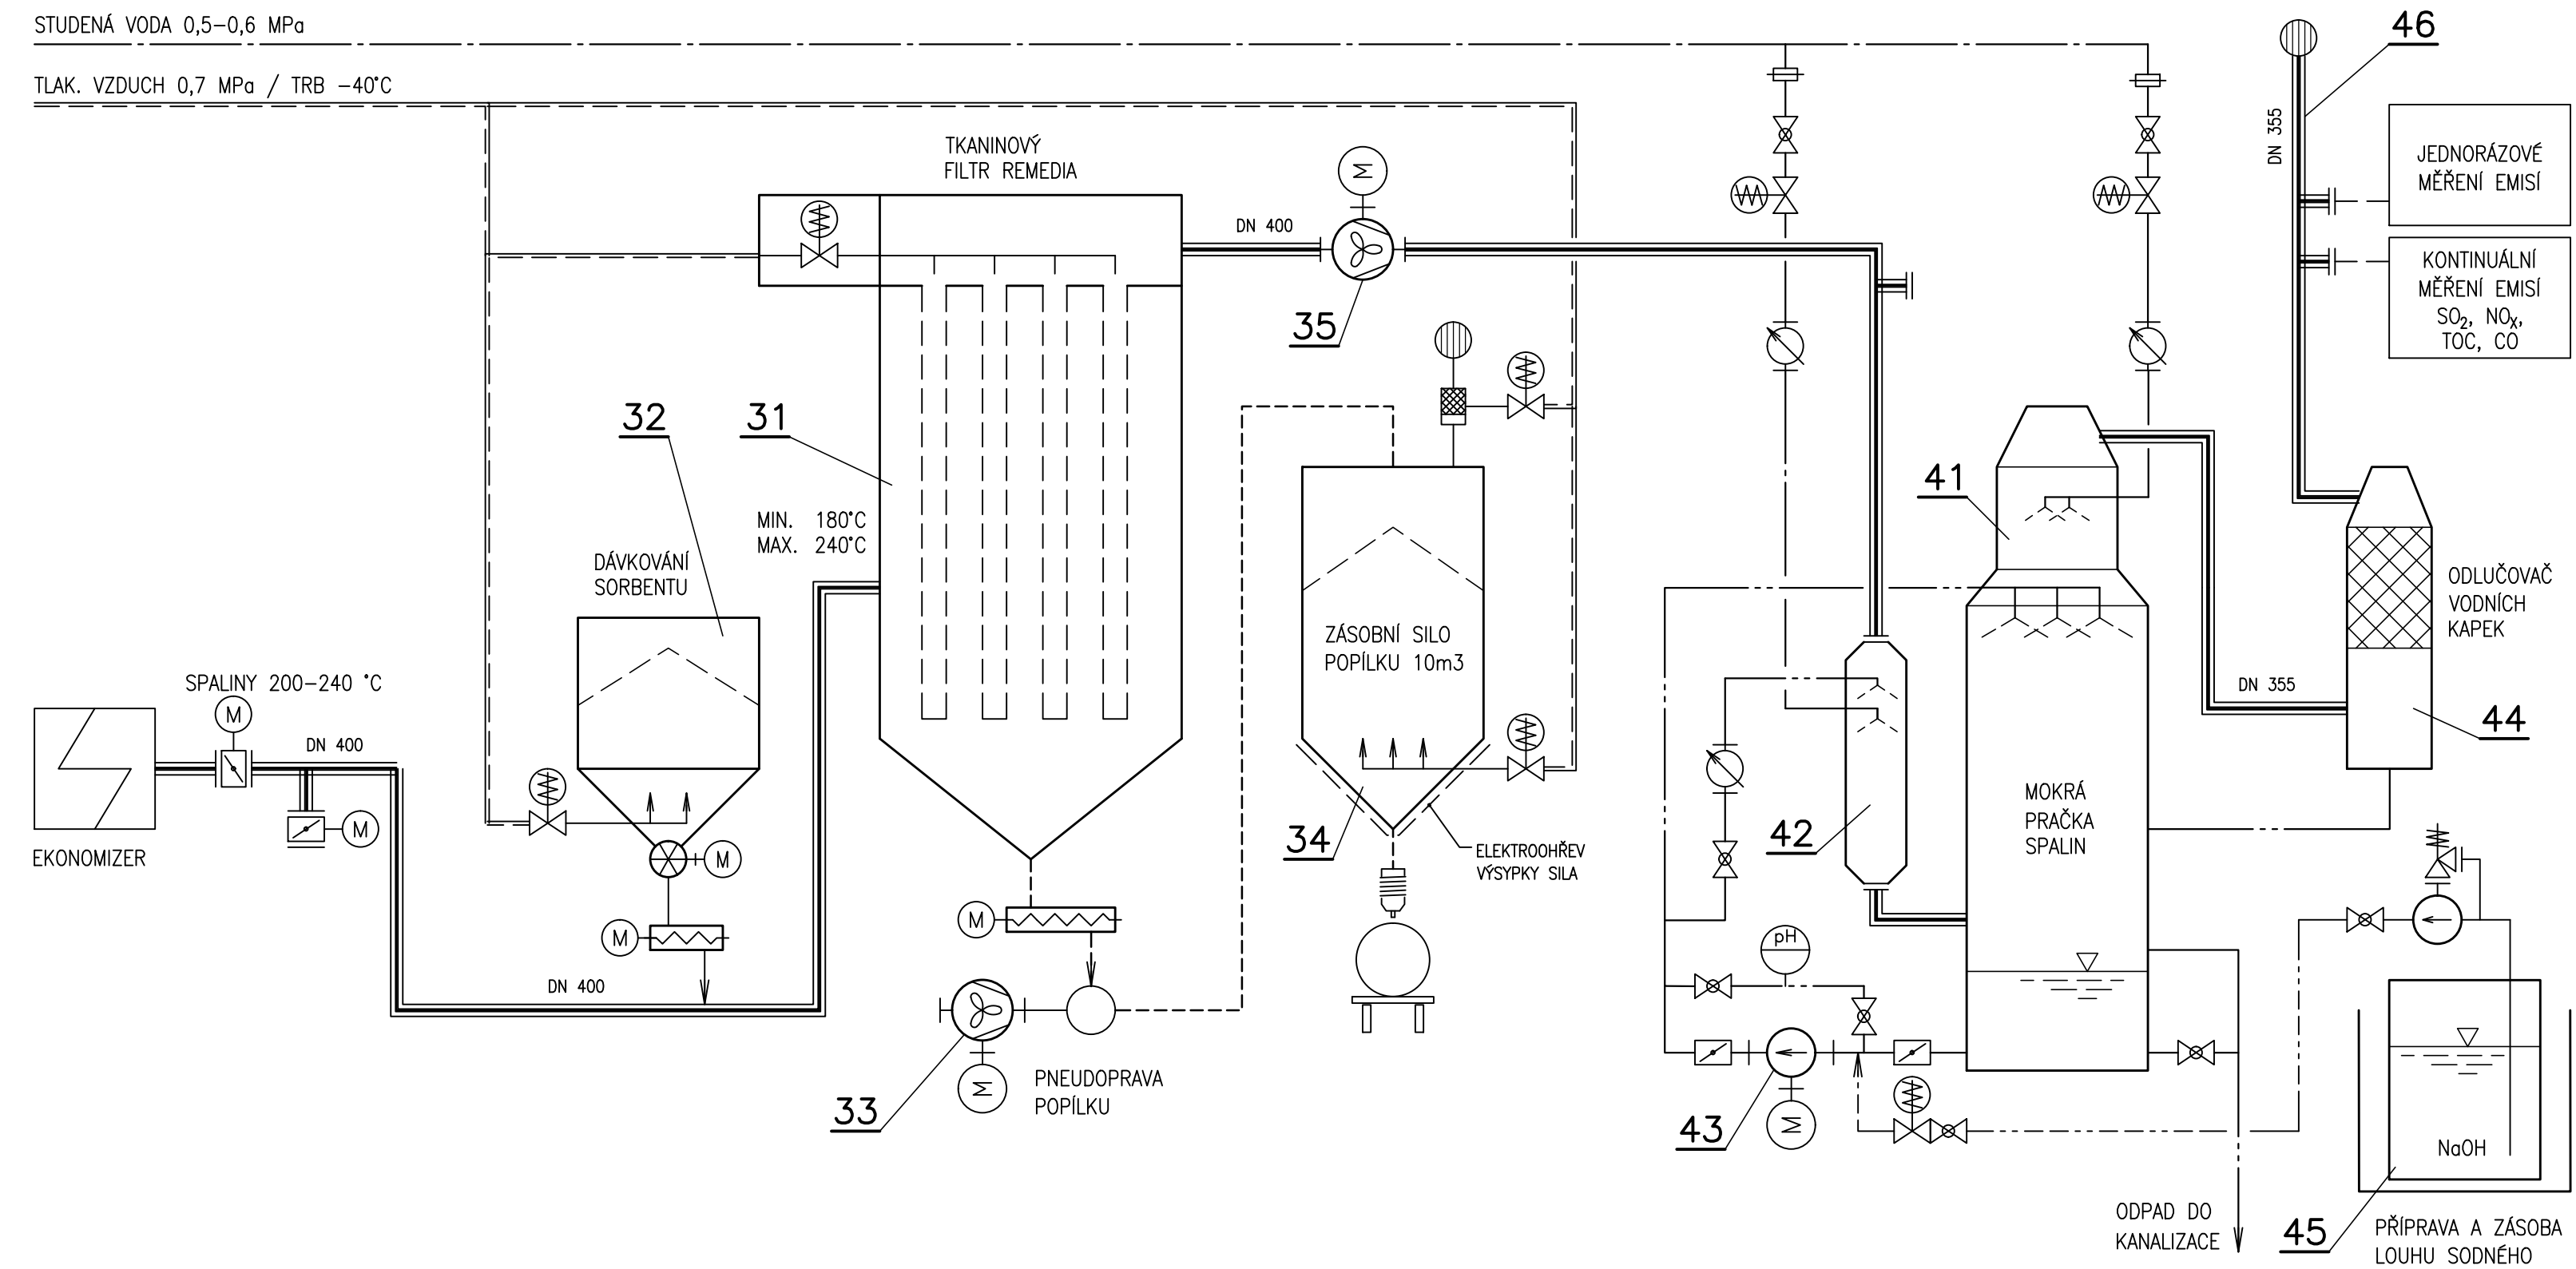 STUDENÁ VODA 0,5–0,6 MPa
TLAK. VZDUCH 0,7 MPa / TRB –40°C
46
DN 355
JEDNORÁZOVÉ
MĚŘENÍ EMISÍ
KONTINUÁLNÍ
MĚŘENÍ EMISÍ
SO₂, NOₓ,
TOC, CO
TKANINOVÝ
FILTR REMEDIA
M
DN 400
35
32
31
MIN. 180°C
MAX. 240°C
DÁVKOVÁNÍ
SORBENTU
41
ZÁSOBNÍ SILO
POPÍLKU 10m3
ODLUČOVAČ
VODNÍCH
KAPEK
SPALINY 200–240 °C
M
DN 400
M
EKONOMIZER
M
M
DN 400
DN 355
44
MOKRÁ
PRAČKA
SPALIN
34
42
ELEKTROOHŘEV
VÝSYPKY SILA
M
pH
33
M
PNEUDOPRAVA
POPÍLKU
43
M
NaOH
ODPAD DO
KANALIZACE
45
PŘÍPRAVA A ZÁSOBA
LOUHU SODNÉHO